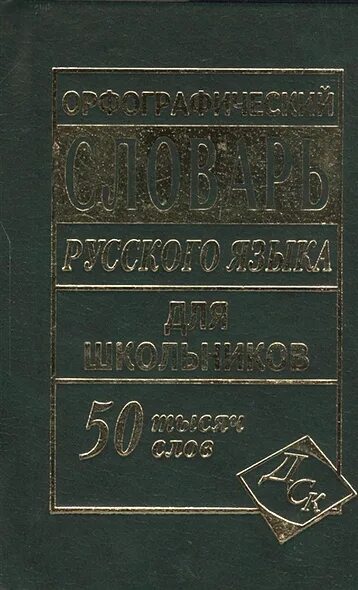 ОРФОГРАФИЧЕСКИЙ
СЛОВАРЬ
РУССКОГО ЯЗЫКА
ДЛЯ
ШКОЛЬНИКОВ
50 тысяч
слов
ДСК